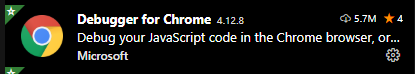 Debugger for Chrome 4.12.8 5.7M 4
Debug your JavaScript code in the Chrome browser, or...
Microsoft